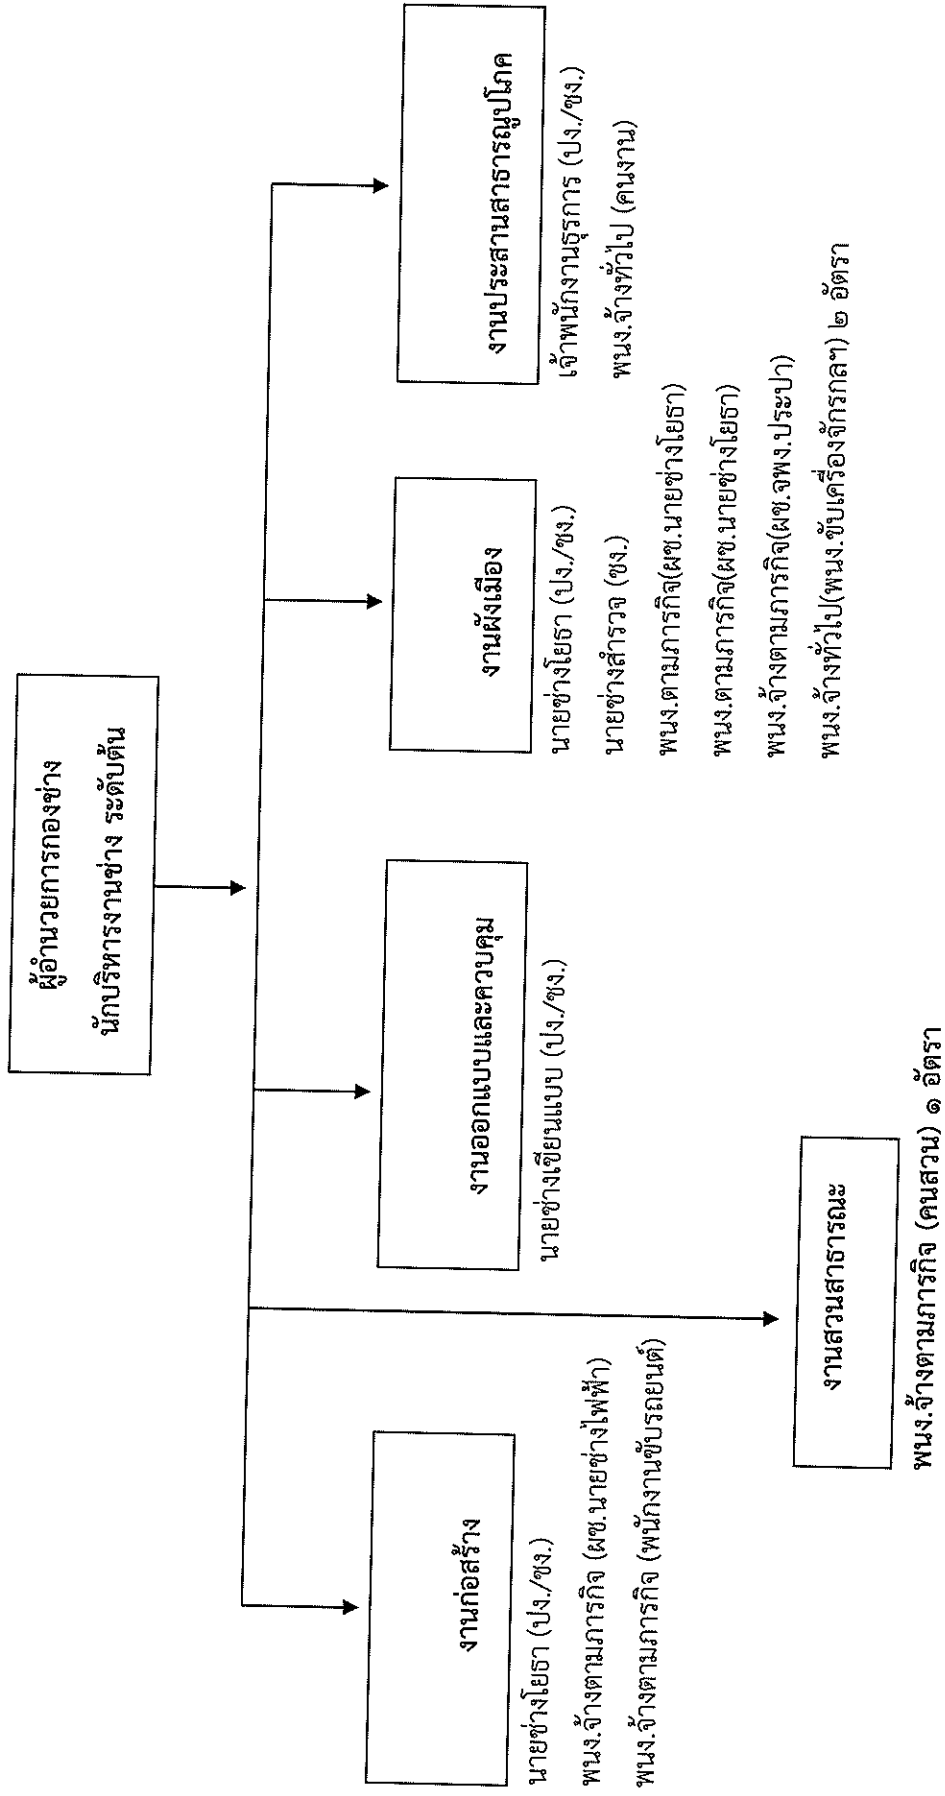 ผู้อำนวยการกองช่าง
นักบริหารงานช่าง ระดับต้น
งานก่อสร้าง
นายช่างโยธา (ปง./ชง.)
พนง.จ้างตามภารกิจ (ผช.นายช่างไฟฟ้า)
พนง.จ้างตามภารกิจ (พนักงานขับรถยนต์)
งานสวนสาธารณะ
พนง.จ้างตามภารกิจ (คนสวน) ๑ อัตรา
งานออกแบบและควบคุม
นายช่างเขียนแบบ (ปง./ชง.)
งานผังเมือง
นายช่างโยธา (ปง./ชง.)
นายช่างสำรวจ (ชง.)
พนง.ตามภารกิจ(ผช.นายช่างโยธา)
พนง.ตามภารกิจ(ผช.นายช่างโยธา)
พนง.จ้างตามภารกิจ(ผช.จพง.ประปา)
พนง.จ้างทั่วไป(พนง.ขับเครื่องจักรกลฯ) ๒ อัตรา
งานประสานสาธารณูปโภค
เจ้าพนักงานธุรการ (ปง./ชง.)
พนง.จ้างทั่วไป (คนงาน)